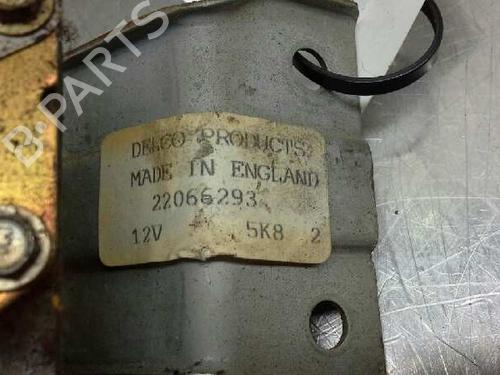 B-PARTS
DELCO PRODUCTS
MADE IN ENGLAND
22066293
12V 5K8 2